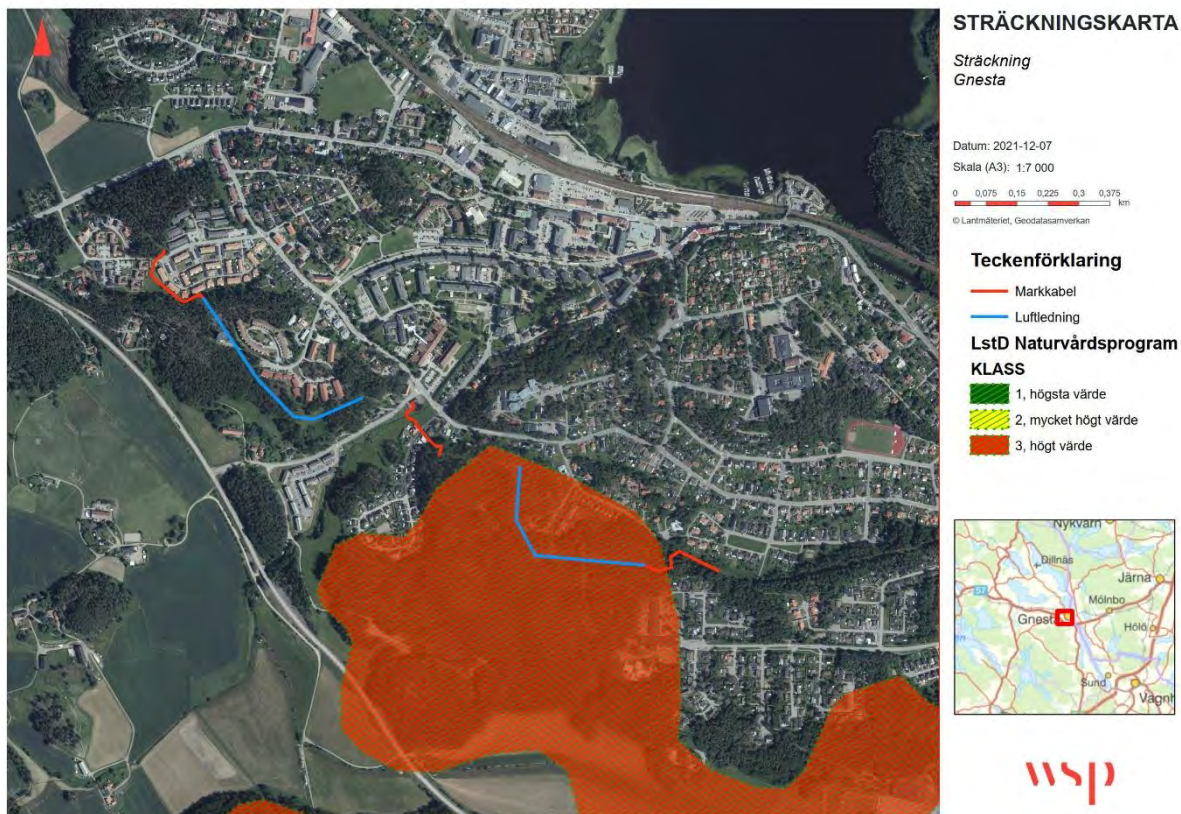 STRÄCKNINGSKARTA
Sträckning
Gnesta
Datum: 2021-12-07
Skala (A3): 1:7 000
0 0,075 0,15 0,225 0,3 0,375
km
© Lantmäteriet, Geodatasamverkan
Teckenförklaring
Markkabel
Luftledning
LstD Naturvårdsprogram
KLASS
1, högsta värde
2, mycket högt värde
3, högt värde
Nykvarn
Dillnäs
Järna
57
Mölnbo
Gnesta
Hölö
Sund
Vagnh
wsp